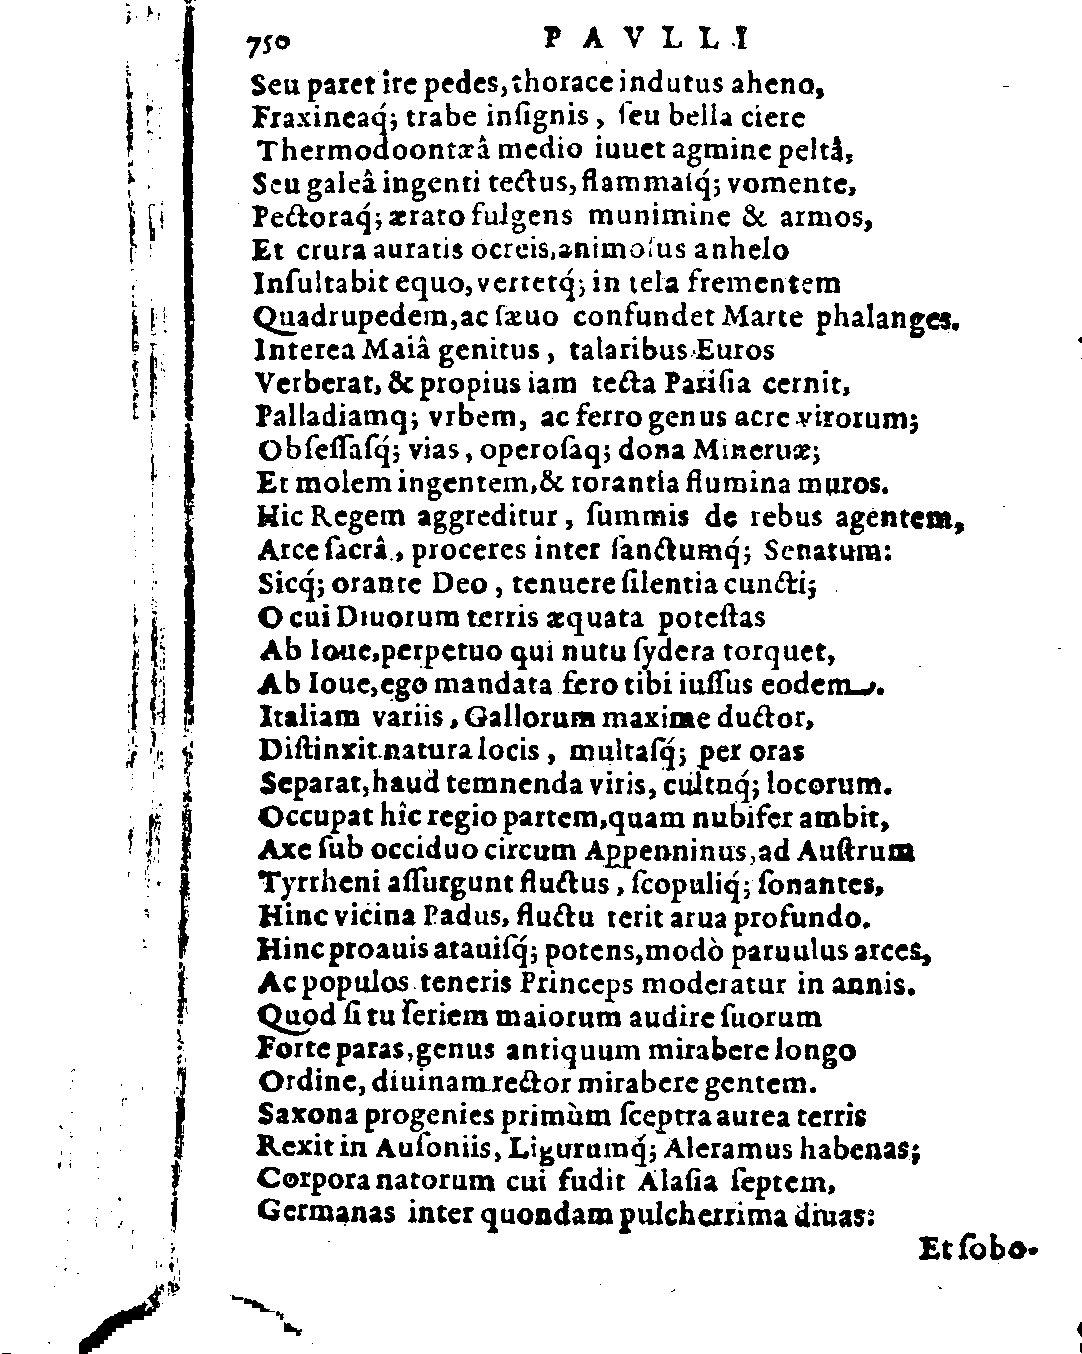 750 PAVLLI
Seu paret ire pedes, thorace indutus aheno,
Fraxineaq́; trabe inſignis, ſeu bella ciere
Thermodoontæâ medio iuuet agmine peltâ,
Seu galeâ ingenti tectus, flammaſq́; vomente,
Pectoraq́; ærato fulgens munimine & armos,
Et crura auratis ocreis, animoſus anhelo
Inſultabit equo, vertetq́; in tela frementem
Quadrupedem, ac ſæuo confundet Marte phalanges.
Interea Maiâ genitus, talaribus Euros
Verberat, & propius iam tecta Pariſia cernit,
Palladiamq; vrbem, ac ferro genus acre virorum;
Obſeſſaſq́; vias, operoſaq; dona Mineruæ;
Et molem ingentem, & rorantia flumina muros.
Hic Regem aggreditur, ſummis de rebus agentem,
Arce ſacrâ, proceres inter ſanctumq́; Senatum:
Sicq́; orante Deo, tenuere ſilentia cuncti;
O cui Diuorum terris æquata poteſtas
Ab Ioue, perpetuo qui nutu ſydera torquet,
Ab Ioue, ego mandata fero tibi iuſſus eodem.
Italiam variis, Gallorum maxime ductor,
Diſtinxit natura locis, multaſq́; per oras
Separat, haud temnenda viris, cultuq́; locorum.
Occupat hîc regio partem, quam nubifer ambit,
Axe ſub occiduo circum Appenninus, ad Auſtrum
Tyrrheni aſſurgunt fluctus, ſcopuliq́; ſonantes,
Hinc vicina Padus, fluctu terit arua profundo.
Hinc proauis atauiſq́; potens, modò paruulus arces,
Ac populos teneris Princeps moderatur in annis.
Quod ſi tu ſeriem maiorum audire ſuorum
Forte paras, genus antiquum mirabere longo
Ordine, diuinam rector mirabere gentem.
Saxona progenies primùm ſceptra aurea terris
Rexit in Auſoniis, Ligurumq́; Aleramus habenas;
Corpora natorum cui fudit Alaſia ſeptem,
Germanas inter quondam pulcherrima diuas:
Et ſobo-